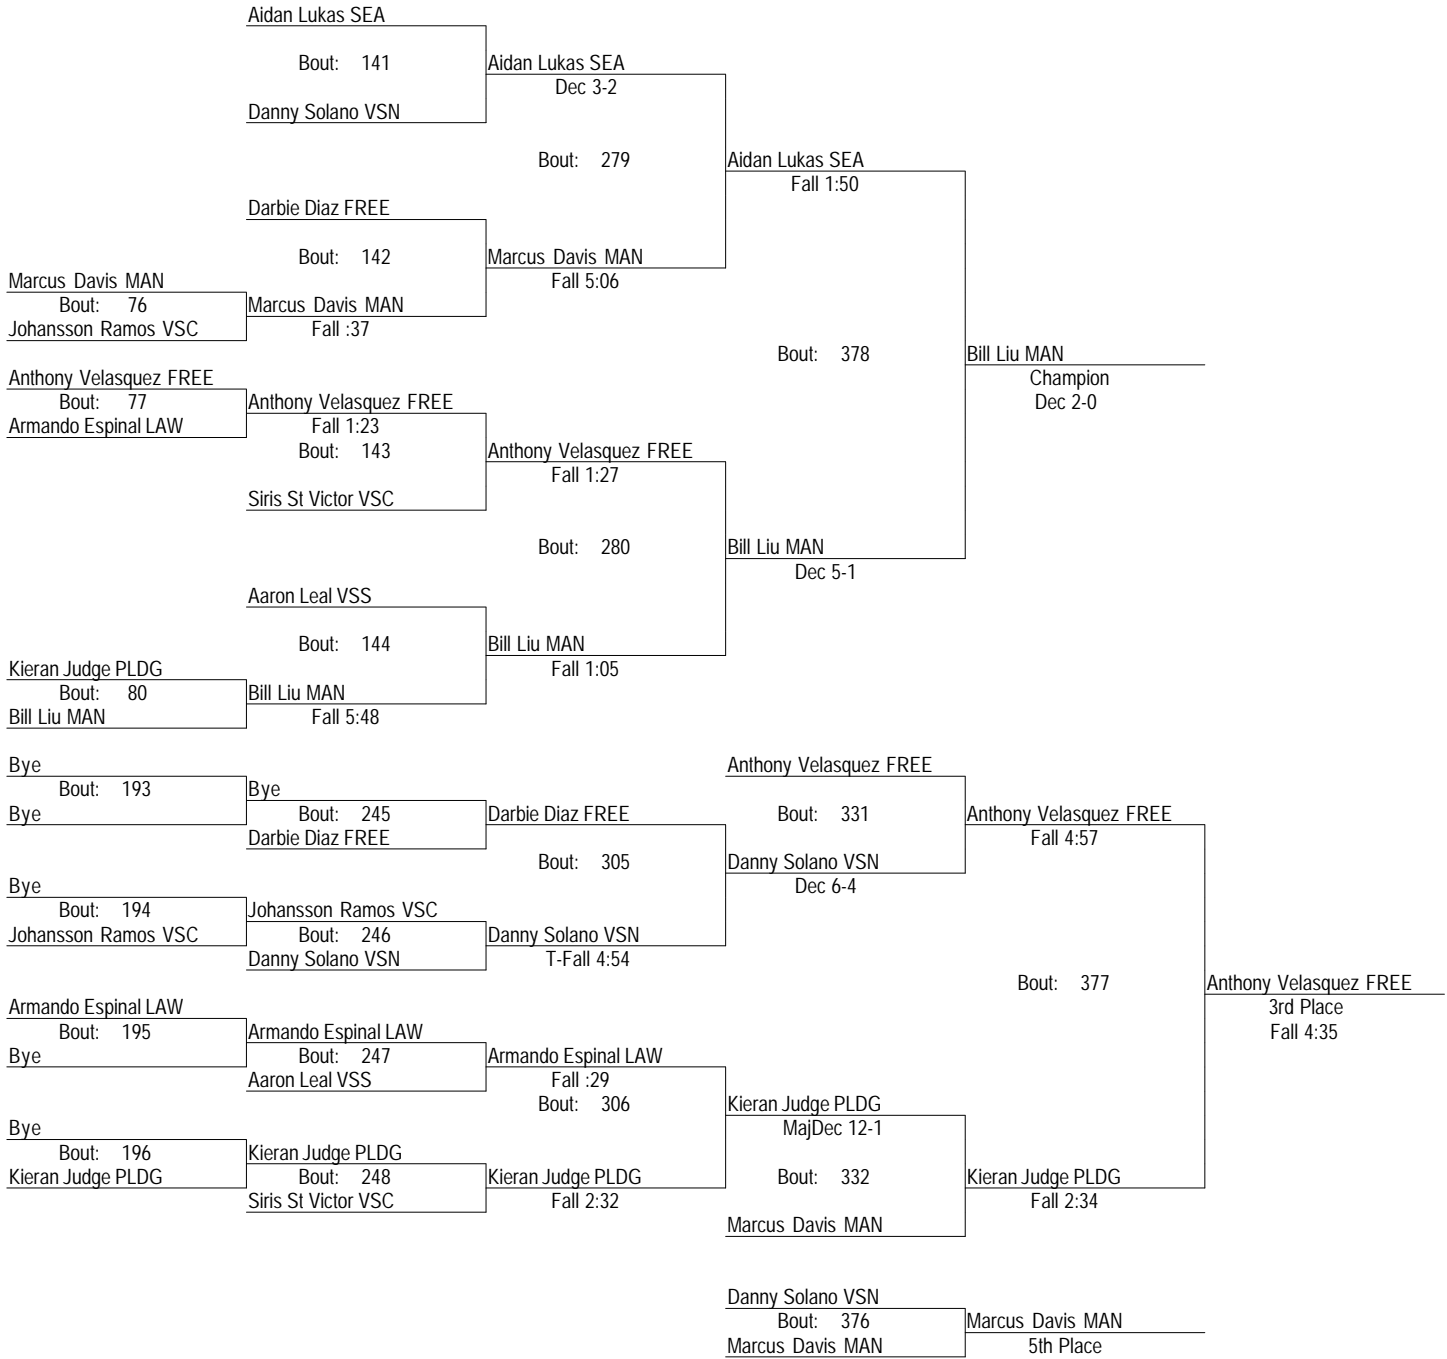 Aidan Lukas SEA
Bout: 141
Aidan Lukas SEA
Dec 3-2
Danny Solano VSN
Bout: 279
Aidan Lukas SEA
Fall 1:50
Darbie Diaz FREE
Bout: 142
Marcus Davis MAN
Fall 5:06
Marcus Davis MAN
Bout: 76
Marcus Davis MAN
Johansson Ramos VSC
Fall :37
Bout: 378
Bill Liu MAN
Champion
Dec 2-0
Anthony Velasquez FREE
Bout: 77
Anthony Velasquez FREE
Armando Espinal LAW
Fall 1:23
Bout: 143
Anthony Velasquez FREE
Fall 1:27
Siris St Victor VSC
Bout: 280
Bill Liu MAN
Dec 5-1
Aaron Leal VSS
Bout: 144
Bill Liu MAN
Fall 1:05
Kieran Judge PLDG
Bout: 80
Bill Liu MAN
Bill Liu MAN
Fall 5:48
Bye
Bout: 193
Bye
Bye
Bout: 245
Darbie Diaz FREE
Darbie Diaz FREE
Anthony Velasquez FREE
Bout: 331
Anthony Velasquez FREE
Fall 4:57
Bout: 305
Danny Solano VSN
Dec 6-4
Bye
Bout: 194
Johansson Ramos VSC
Johansson Ramos VSC
Bout: 246
Danny Solano VSN
Danny Solano VSN
T-Fall 4:54
Bout: 377
Anthony Velasquez FREE
3rd Place
Fall 4:35
Armando Espinal LAW
Bout: 195
Armando Espinal LAW
Bye
Bout: 247
Armando Espinal LAW
Aaron Leal VSS
Fall :29
Bout: 306
Kieran Judge PLDG
MajDec 12-1
Bye
Bout: 196
Kieran Judge PLDG
Kieran Judge PLDG
Bout: 248
Kieran Judge PLDG
Siris St Victor VSC
Fall 2:32
Bout: 332
Kieran Judge PLDG
Fall 2:34
Marcus Davis MAN
Danny Solano VSN
Bout: 376
Marcus Davis MAN
Marcus Davis MAN
5th Place